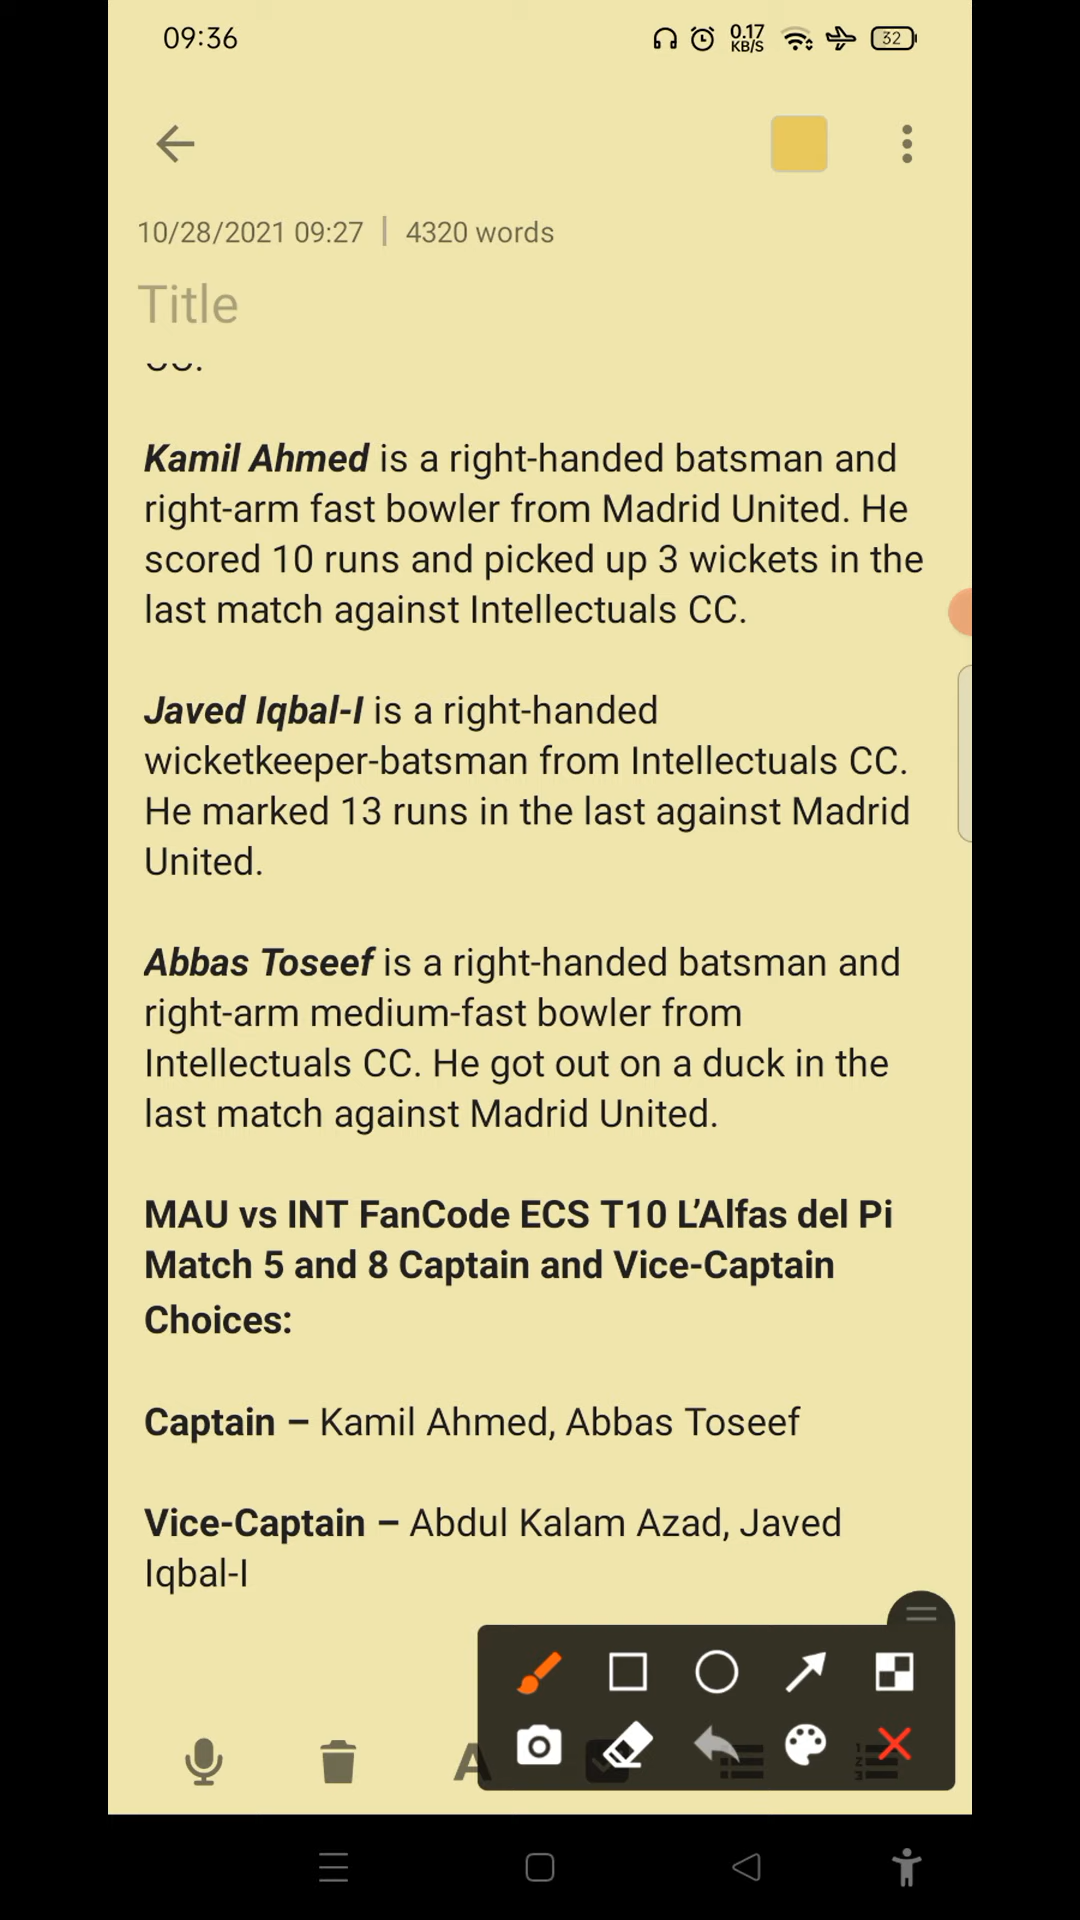 09:36
0.17
KB/S
32
10/28/2021 09:27 | 4320 words
Title
Kamil Ahmed is a right-handed batsman and
right-arm fast bowler from Madrid United. He
scored 10 runs and picked up 3 wickets in the
last match against Intellectuals CC.
Javed Iqbal-I is a right-handed
wicketkeeper-batsman from Intellectuals CC.
He marked 13 runs in the last against Madrid
United.
Abbas Toseef is a right-handed batsman and
right-arm medium-fast bowler from
Intellectuals CC. He got out on a duck in the
last match against Madrid United.
MAU vs INT FanCode ECS T10 L’Alfas del Pi
Match 5 and 8 Captain and Vice-Captain
Choices:
Captain – Kamil Ahmed, Abbas Toseef
Vice-Captain – Abdul Kalam Azad, Javed
Iqbal-I
A